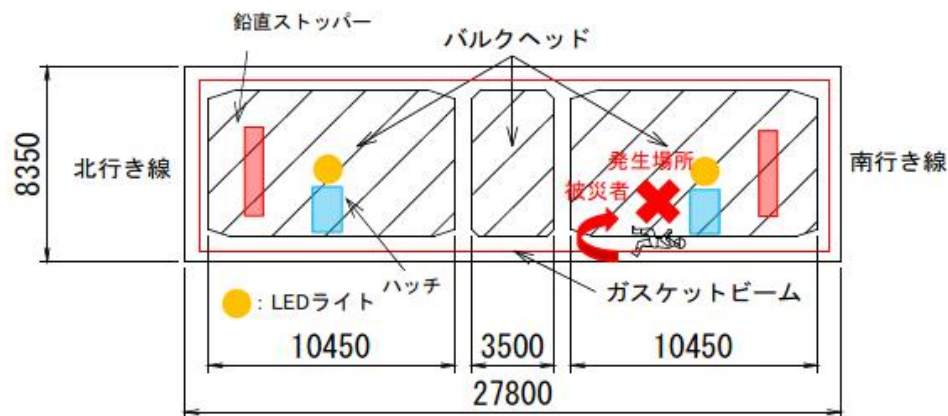 鉛直ストッパー
バルクヘッド
8350
北行き線
発生場所
被災者
南行き線
: LEDライト
ハッチ
ガスケットビーム
10450
3500
10450
27800